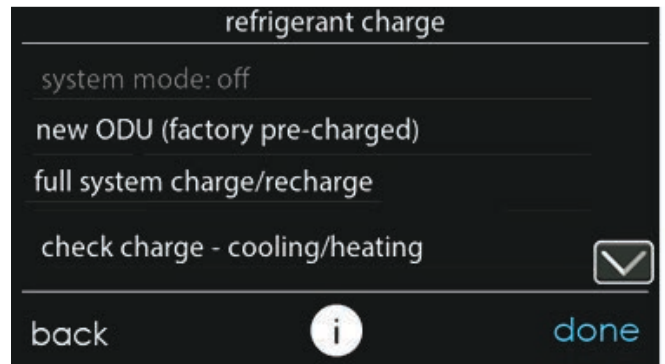 refrigerant charge
system mode: off
new ODU (factory pre-charged)
full system charge/recharge
check charge - cooling/heating
back
i
done